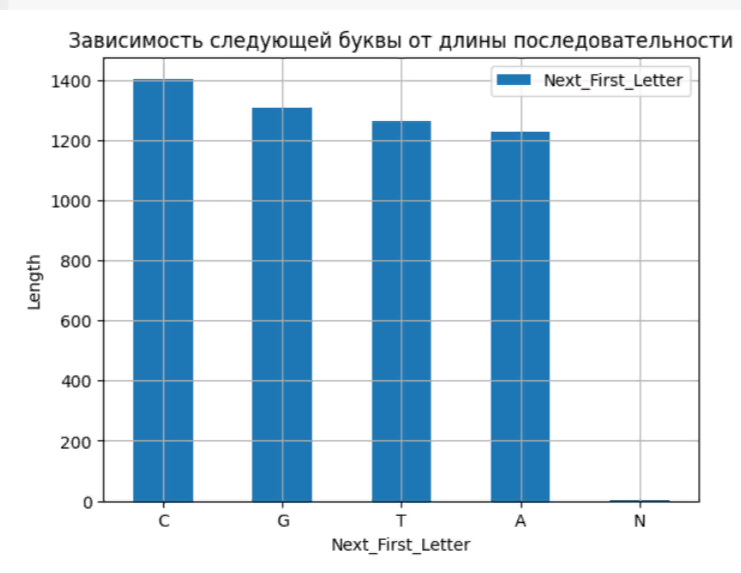 Зависимость следующей буквы от длины последовательности
Next_First_Letter
1400
1200
1000
800
600
400
200
0
Length
C G T A N
Next_First_Letter